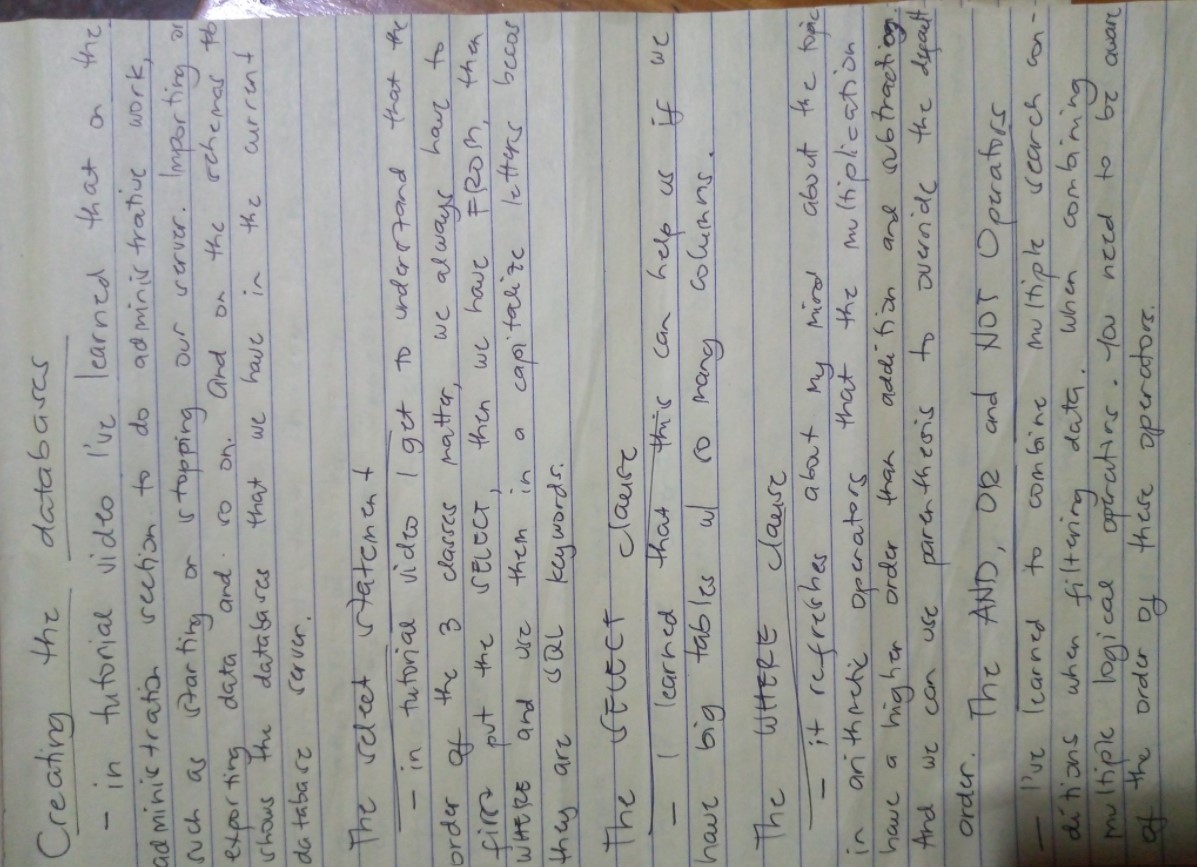 Creating the databases
- in tutorial video I've learned that on the
administration section to do administrative work,
such as starting or stopping our server. Importing or
exporting data and so on. And on the schemas tb
shows the databases that we have in the current
database server.
The select statement
- in tutorial video I get to understand that the
order of the 3 clases matter, we always have to
first put the SELECT, then we have FROM, then
WHERE and use them in a capitalize letters becos
they are SQL keywords.
The SELECT clause
- I learned that this can help us if we
have big tables w/ so many columns.
The WHERE clause
- it refreshes about my mind about the topic
in arithmetic operators that the multiplication
have a higher order than addition and subtracting.
And we can use parenthesis to override the default
order.
The AND, OR and NOT Operators
- I've learned to combine multiple search con-
ditions when filtering data. When combining
multiple logical operators. You need to be aware
of the order of these operators.